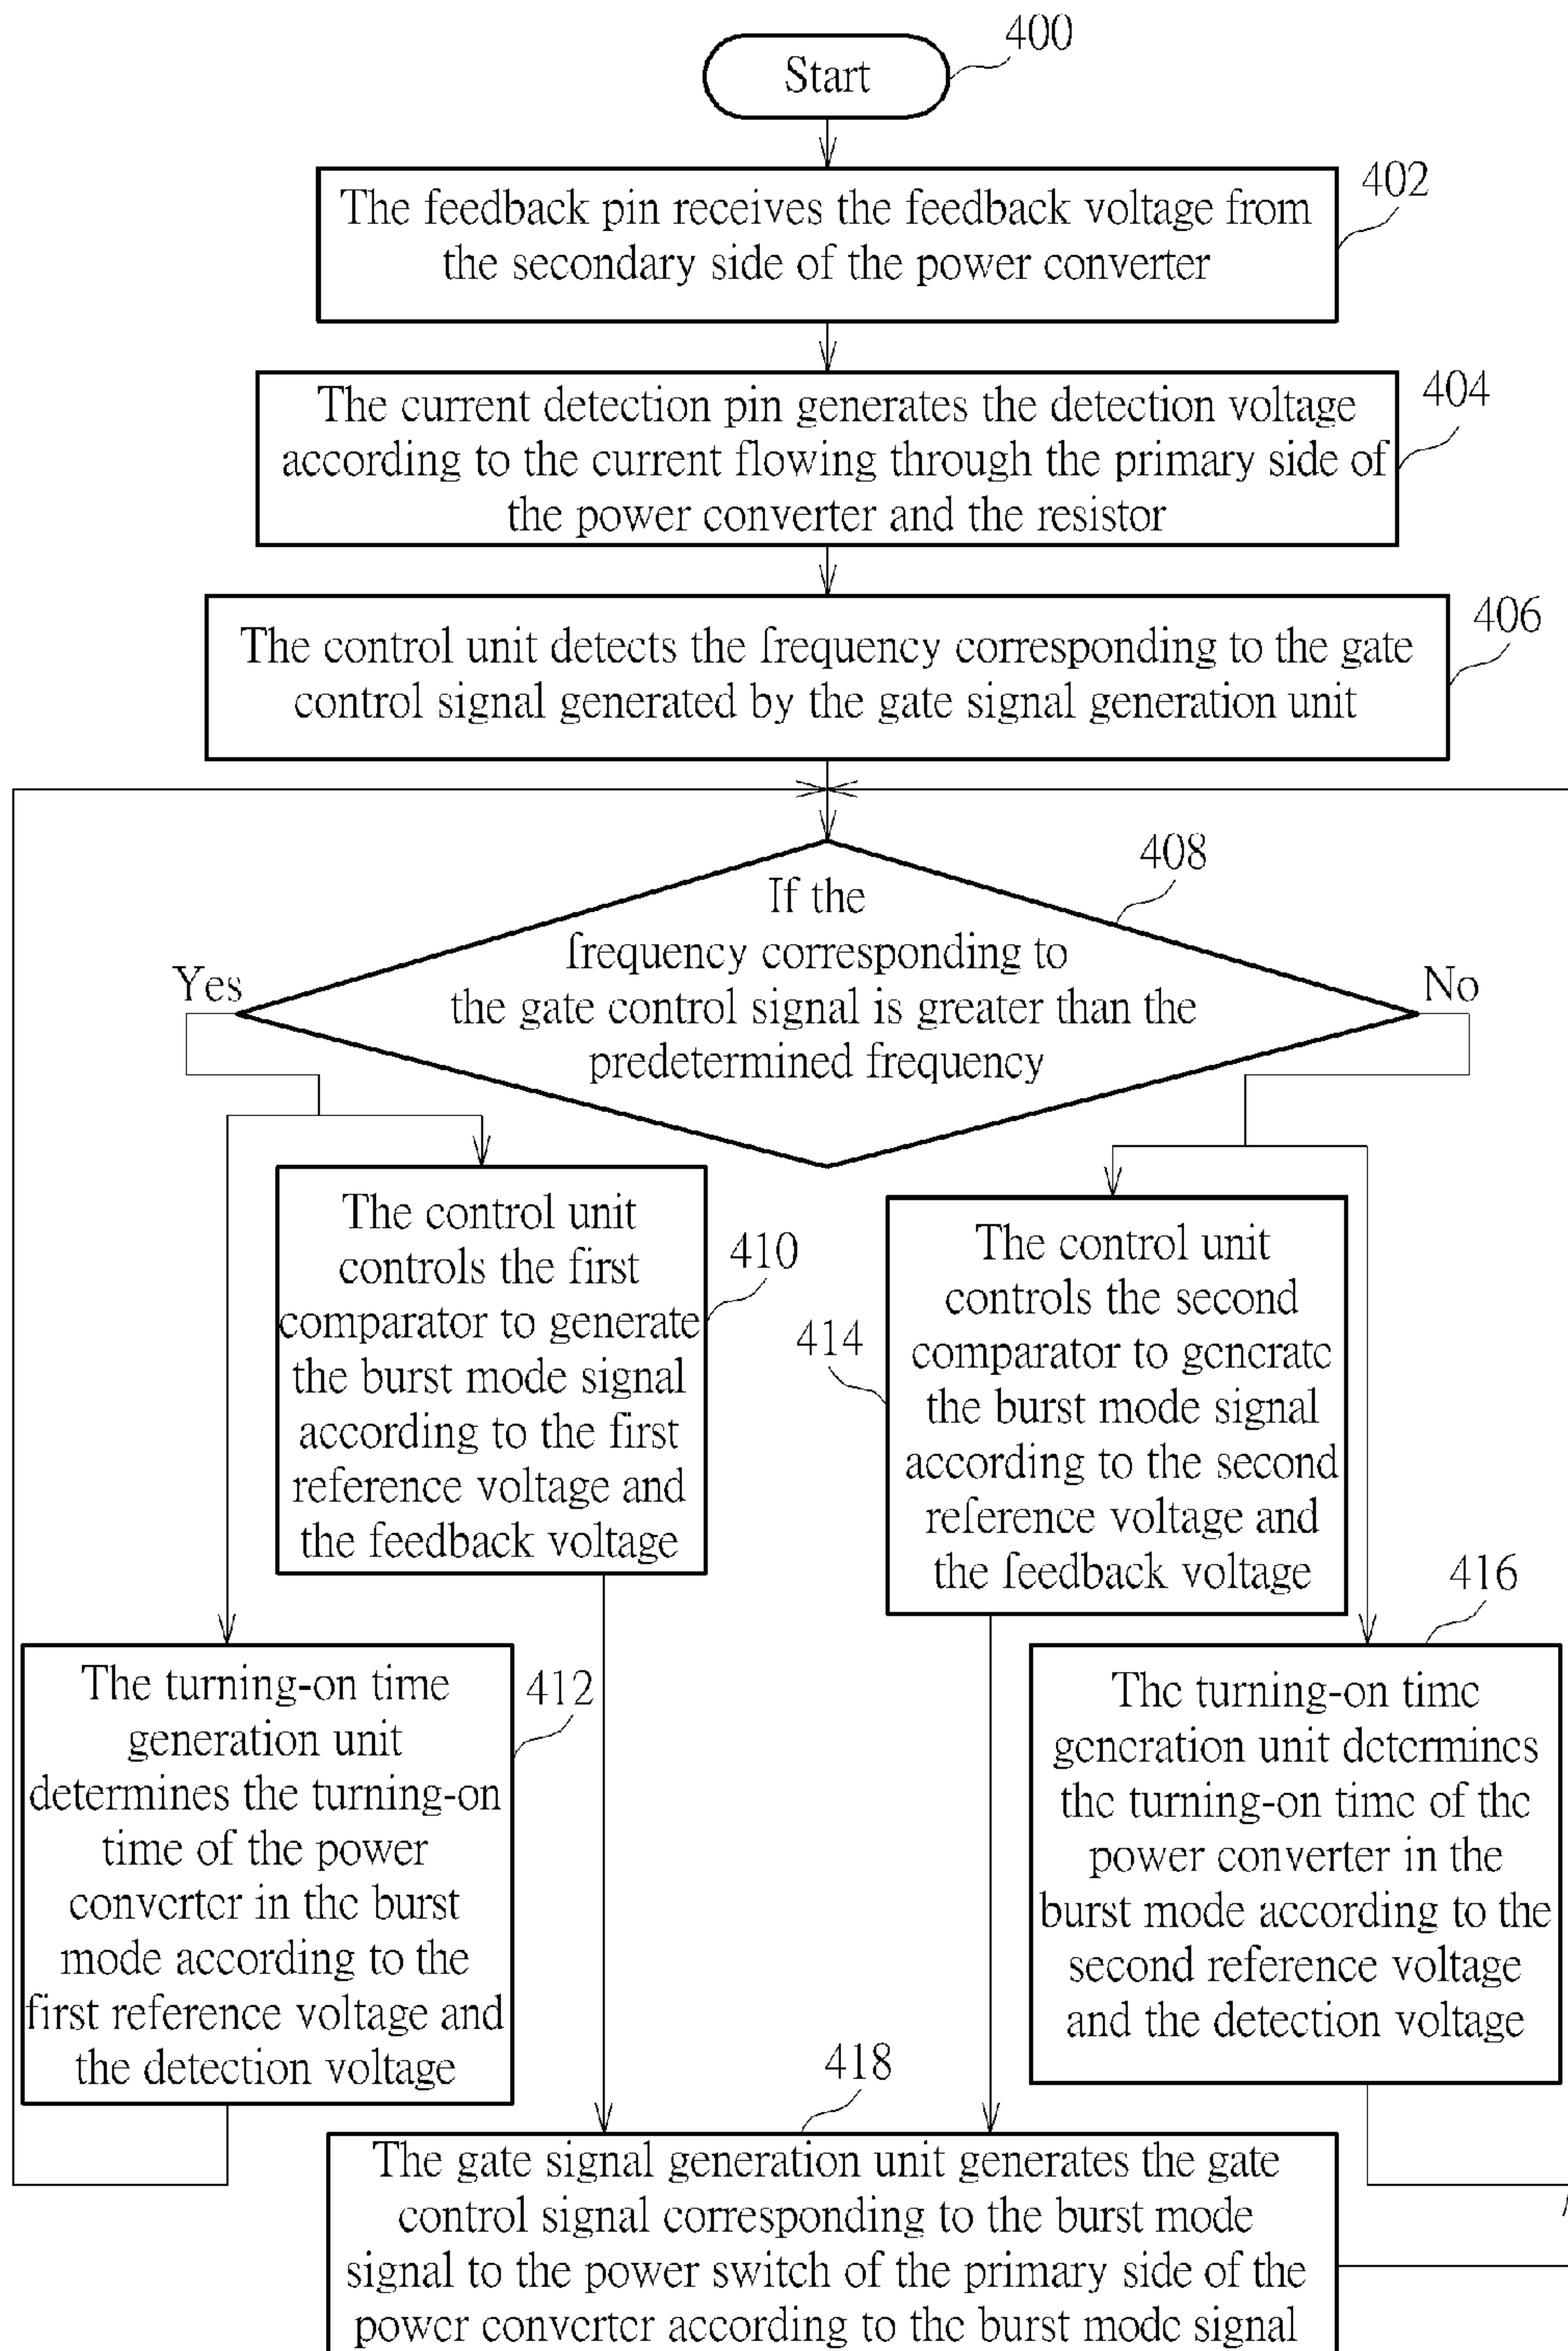 400
Start
402
The feedback pin receives the feedback voltage from
the secondary side of the power converter
404
The current detection pin generates the detection voltage
according to the current flowing through the primary side of
the power converter and the resistor
406
The control unit detects the frequency corresponding to the gate
control signal generated by the gate signal generation unit
408
If the
frequency corresponding to
the gate control signal is greater than the
predetermined frequency
Yes
No
The control unit
controls the first
comparator to generate
the burst mode signal
according to the first
reference voltage and
the feedback voltage
410
414
The control unit
controls the second
comparator to generate
the burst mode signal
according to the second
reference voltage and
the feedback voltage
The turning-on time
generation unit
determines the turning-on
time of the power
converter in the burst
mode according to the
first reference voltage and
the detection voltage
412
416
The turning-on time
generation unit determines
the turning-on time of the
power converter in the
burst mode according to the
second reference voltage
and the detection voltage
418
The gate signal generation unit generates the gate
control signal corresponding to the burst mode
signal to the power switch of the primary side of the
power converter according to the burst mode signal